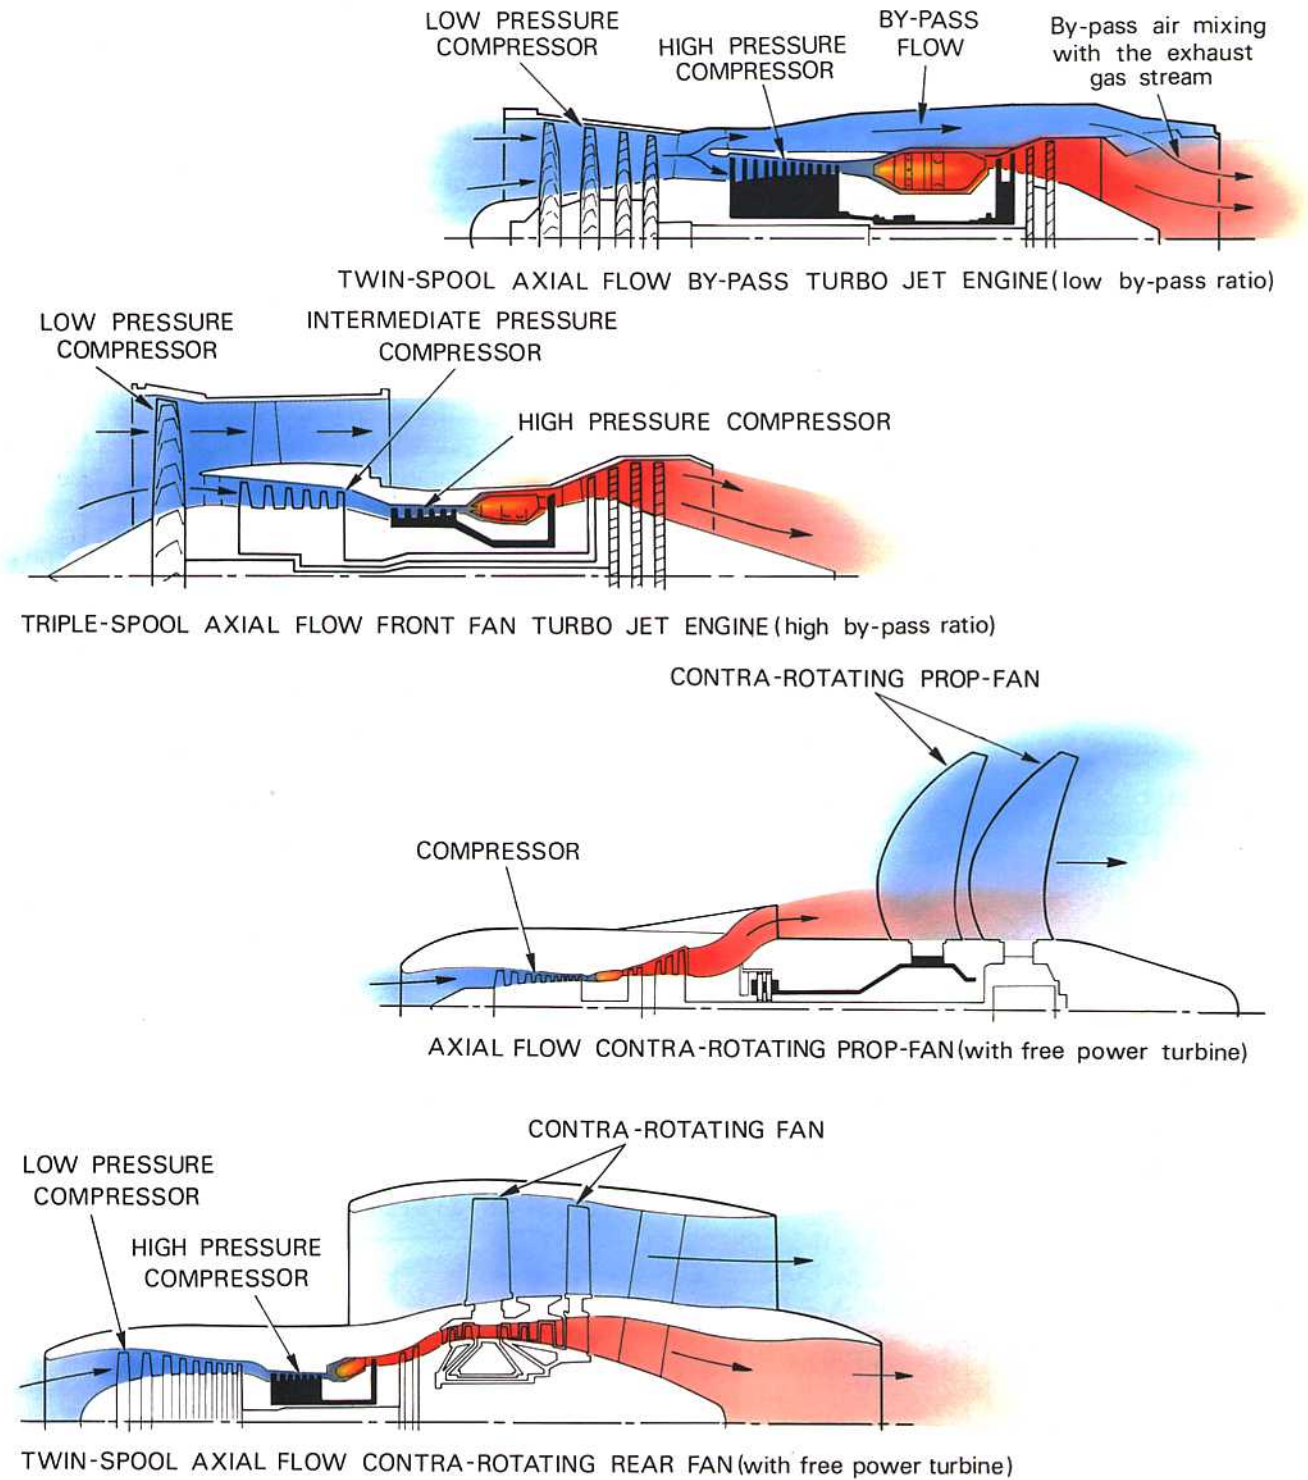 LOW PRESSURE
COMPRESSOR
HIGH PRESSURE
COMPRESSOR
BY-PASS
FLOW
By-pass air mixing
with the exhaust
gas stream
TWIN-SPOOL AXIAL FLOW BY-PASS TURBO JET ENGINE (low by-pass ratio)
LOW PRESSURE
COMPRESSOR
INTERMEDIATE PRESSURE
COMPRESSOR
HIGH PRESSURE COMPRESSOR
TRIPLE-SPOOL AXIAL FLOW FRONT FAN TURBO JET ENGINE (high by-pass ratio)
CONTRA-ROTATING PROP-FAN
COMPRESSOR
AXIAL FLOW CONTRA-ROTATING PROP-FAN (with free power turbine)
CONTRA-ROTATING FAN
LOW PRESSURE
COMPRESSOR
HIGH PRESSURE
COMPRESSOR
TWIN-SPOOL AXIAL FLOW CONTRA-ROTATING REAR FAN (with free power turbine)